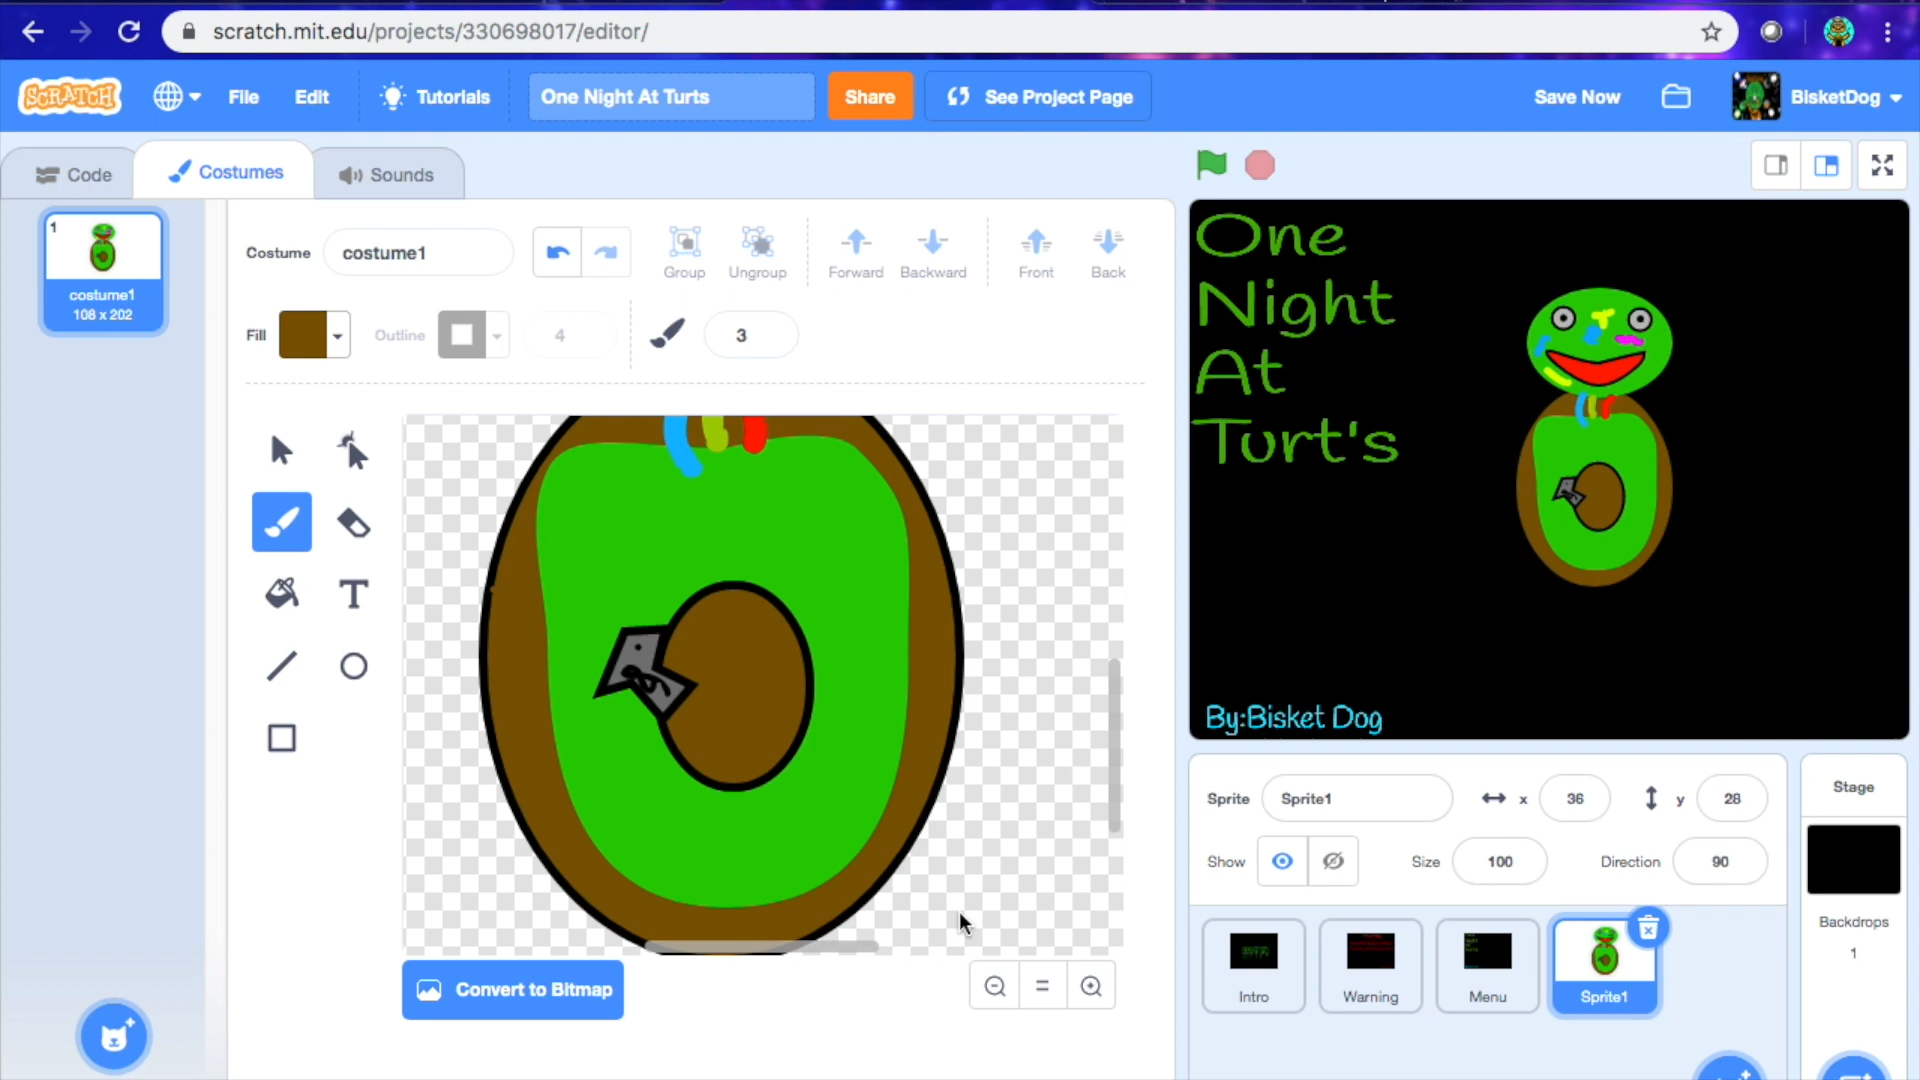 scratch.mit.edu/projects/330698017/editor/
SCRATCH
File
Edit
Tutorials
One Night At Turts
Share
See Project Page
Save Now
BIsketDog
Code
Costumes
Sounds
1
costume1
108 x 202
Costume
costume1
Group
Ungroup
Forward
Backward
Front
Back
Fill
Outline
4
3
T
Convert to Bitmap
One
Night
At
Turt's
By:Bisket Dog
Sprite
Sprite1
x
36
y
28
Show
Size
100
Direction
90
Intro
Warning
Menu
Sprite1
Stage
Backdrops
1